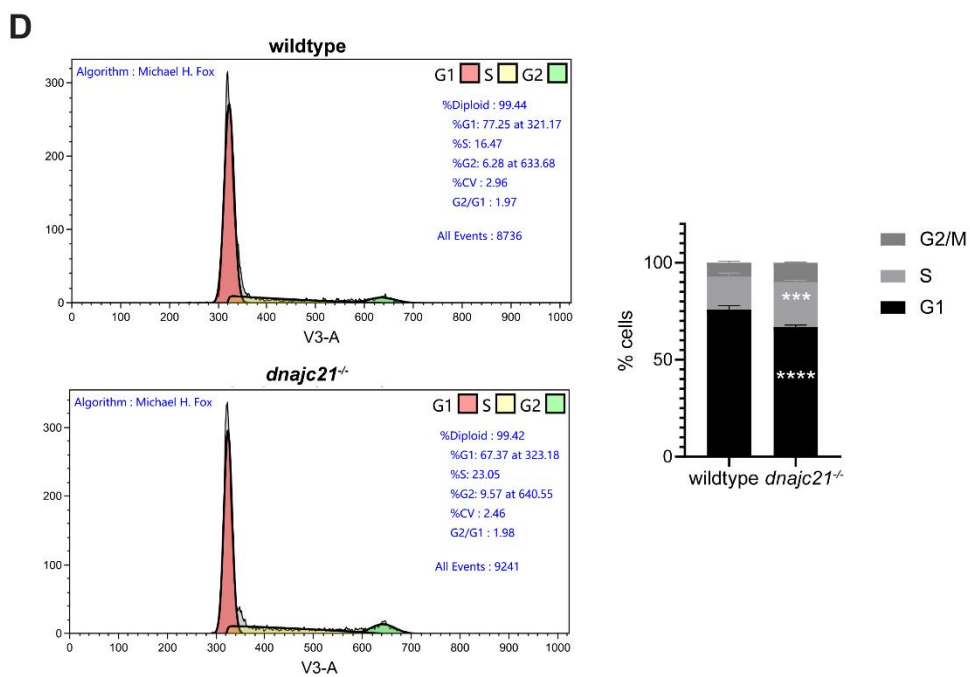 D
wildtype
Algorithm : Michael H. Fox
G1 S G2
%Diploid : 99.44
%G1: 77.25 at 321.17
%S: 16.47
%G2: 6.28 at 633.68
%CV : 2.96
G2/G1 : 1.97
All Events : 8736
300
200
100
0
0 100 200 300 400 500 600 700 800 900 1000
V3-A
dnajc21-/-
Algorithm : Michael H. Fox
G1 S G2
%Diploid : 99.42
%G1: 67.37 at 323.18
%S: 23.05
%G2: 9.57 at 640.55
%CV : 2.46
G2/G1 : 1.98
All Events : 9241
300
200
100
0
0 100 200 300 400 500 600 700 800 900 1000
V3-A
% cells
100
50
0
***
****
wildtype dnajc21-/-
G2/M
S
G1